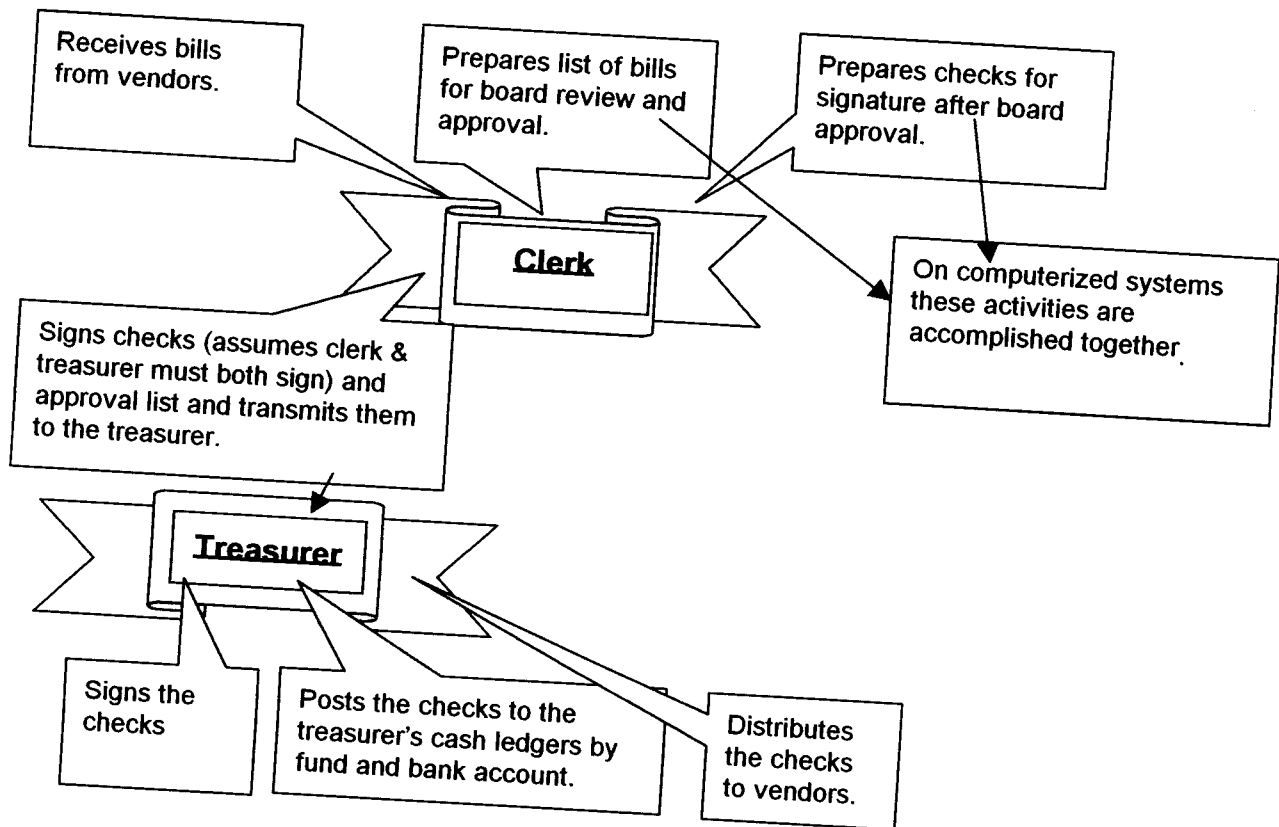 Receives bills
from vendors.
Prepares list of bills
for board review and
approval.
Prepares checks for
signature after board
approval.
Clerk
On computerized systems
these activities are
accomplished together.
Signs checks (assumes clerk &
treasurer must both sign) and
approval list and transmits them
to the treasurer.
Treasurer
Signs the
checks
Posts the checks to the
treasurer's cash ledgers by
fund and bank account.
Distributes
the checks
to vendors.